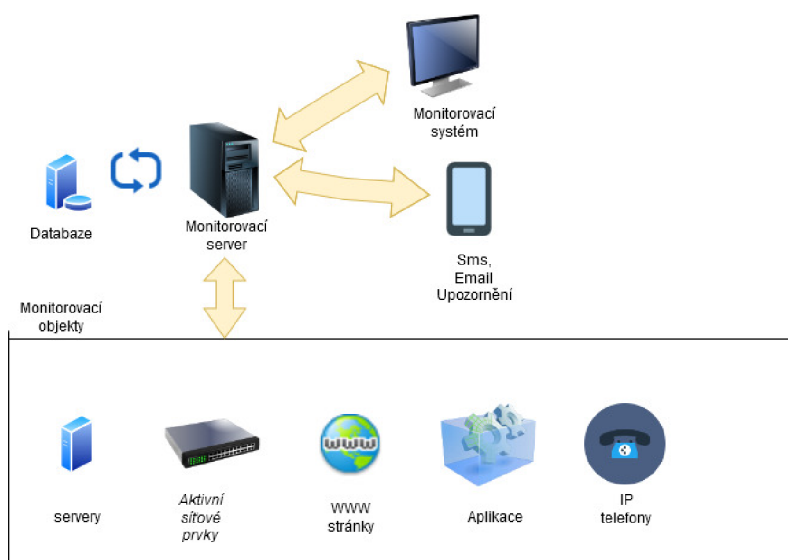 Monitorovací
systém
Databaze
Monitorovací
server
Sms,
Email
Upozornění
Monitorovací
objekty
servery
Aktivní
síťové
prvky
www
WWW
stránky
Aplikace
IP
telefony